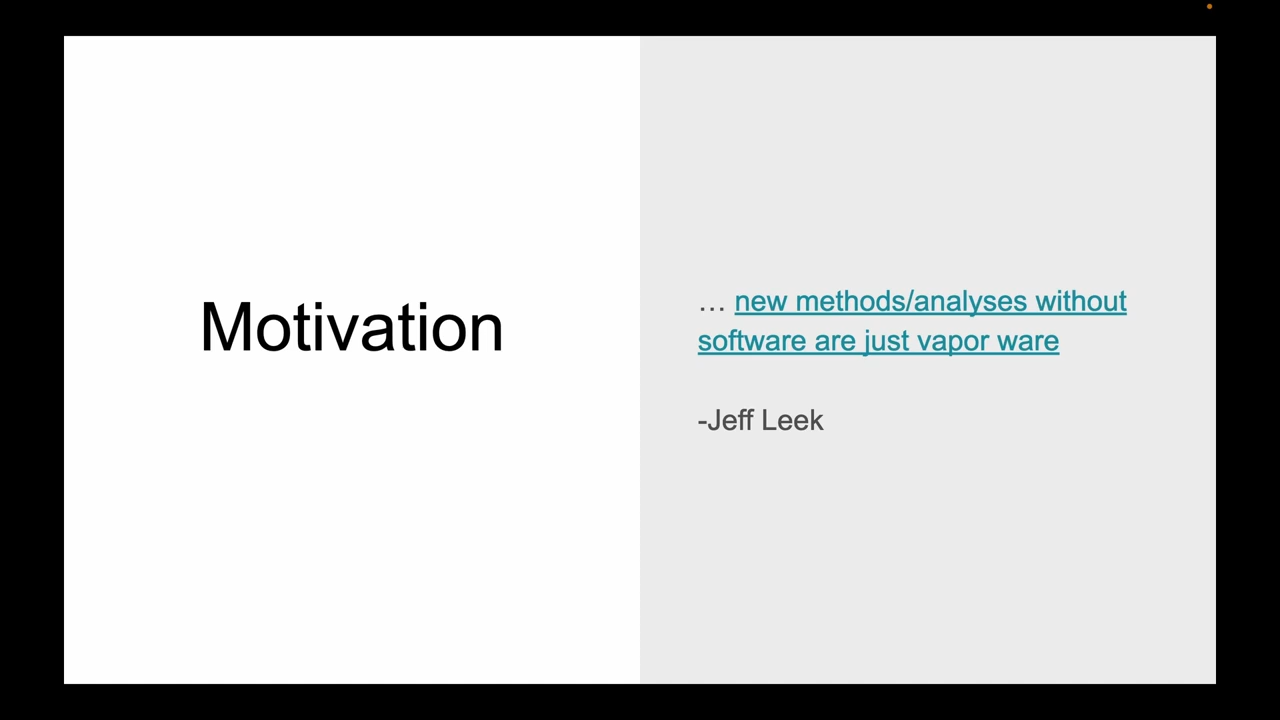 Motivation
… new methods/analyses without
software are just vapor ware
-Jeff Leek